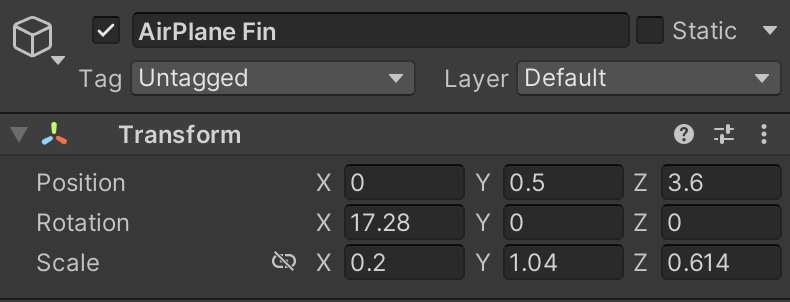 AirPlane Fin Static
Tag Untagged Layer Default
Transform
Position X 0 Y 0.5 Z 3.6
Rotation X 17.28 Y 0 Z 0
Scale X 0.2 Y 1.04 Z 0.614